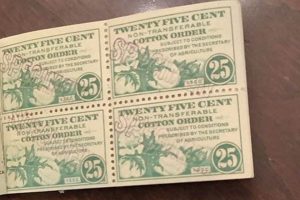 TWENTY FIVE CENT
NON-TRANSFERABLE
COTTON ORDER
SUBJECT TO CONDITIONS
PRESCRIBED BY THE SECRETARY
OF AGRICULTURE
25
TWENTY FIVE CENT
NON-TRANSFERABLE
COTTON ORDER
SUBJECT TO CONDITIONS
PRESCRIBED BY THE SECRETARY
OF AGRICULTURE
25
TWENTY FIVE CENT
NON-TRANSFERABLE
COTTON ORDER
SUBJECT TO CONDITIONS
PRESCRIBED BY THE SECRETARY
OF AGRICULTURE
25
TWENTY FIVE CENT
NON-TRANSFERABLE
COTTON ORDER
SUBJECT TO CONDITIONS
PRESCRIBED BY THE SECRETARY
OF AGRICULTURE
25